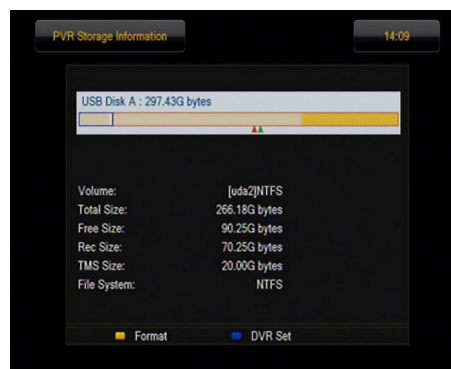 PVR Storage Information 14:09
USB Disk A : 297.43G bytes
Volume: [uda2]NTFS
Total Size: 266.18G bytes
Free Size: 90.25G bytes
Rec Size: 70.25G bytes
TMS Size: 20.00G bytes
File System: NTFS
Format DVR Set